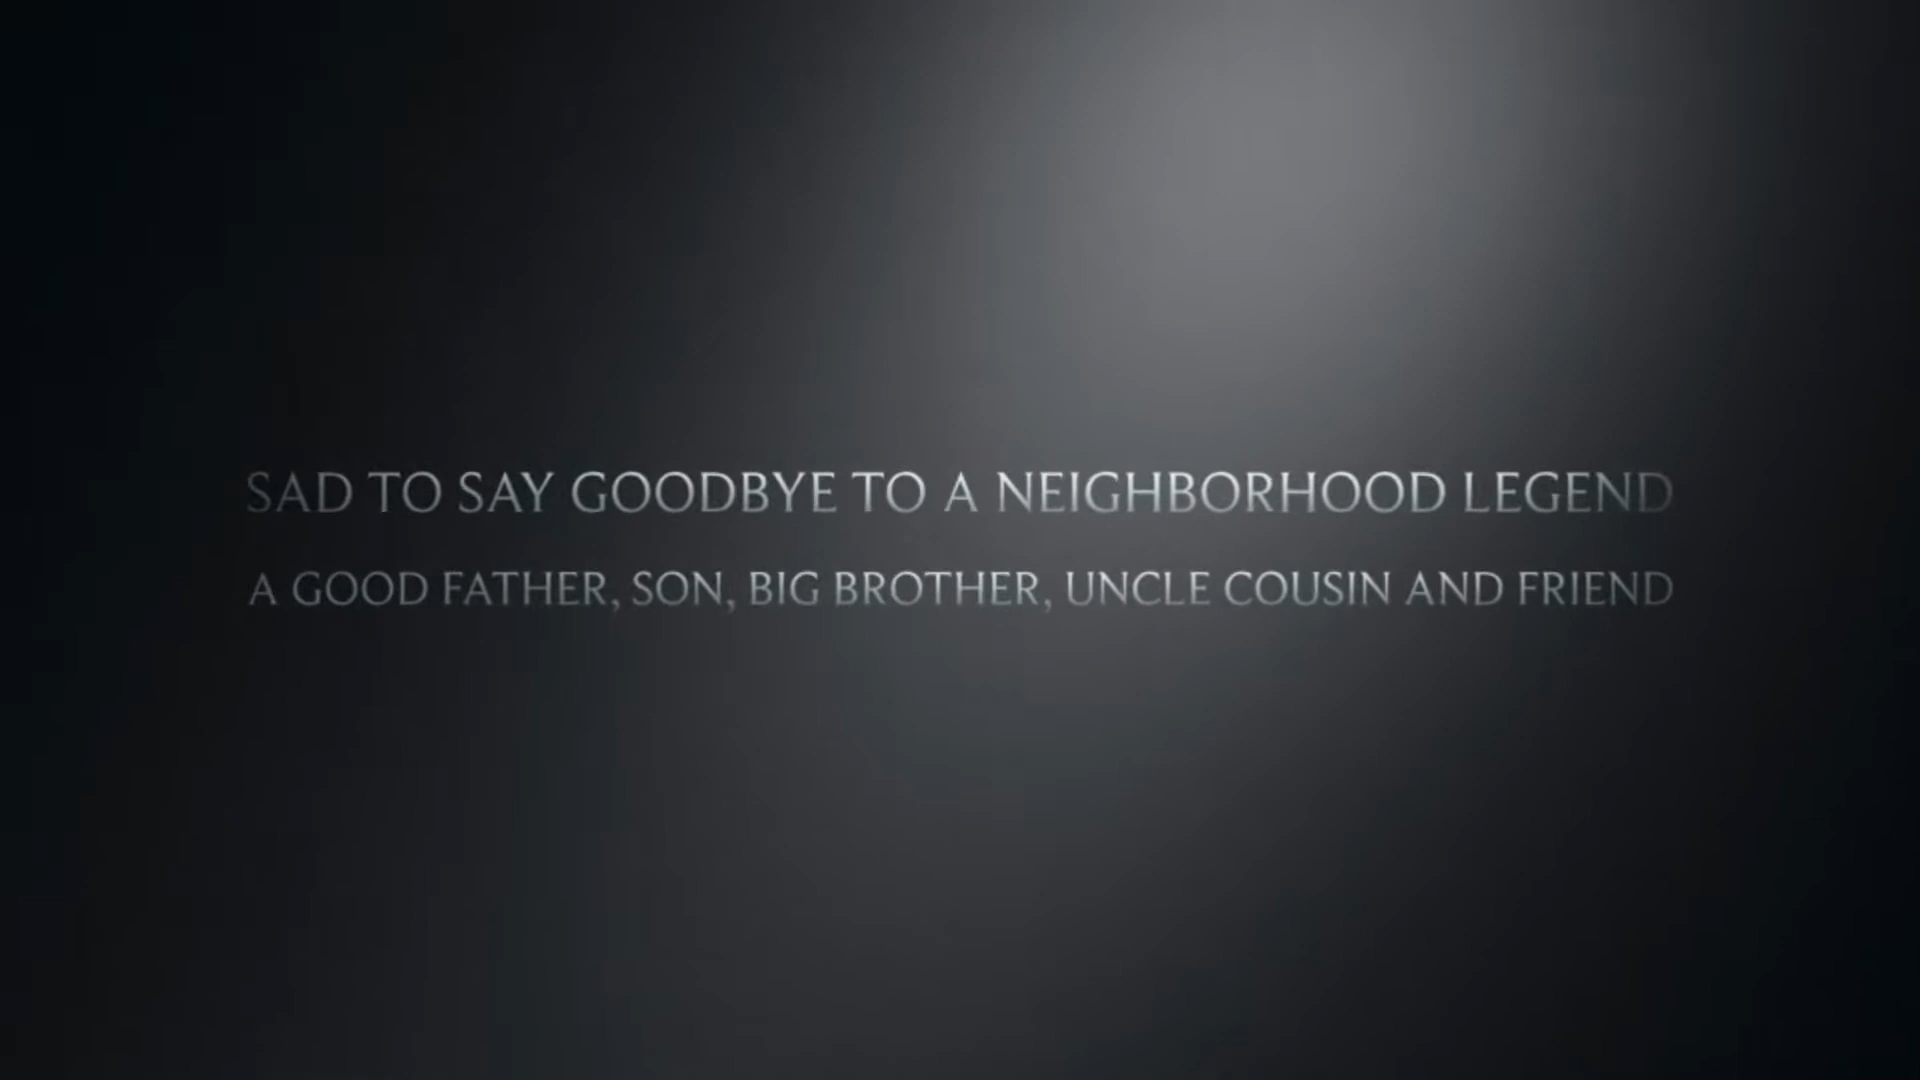 SAD TO SAY GOODBYE TO A NEIGHBORHOOD LEGEND
A GOOD FATHER, SON, BIG BROTHER, UNCLE COUSIN AND FRIEND